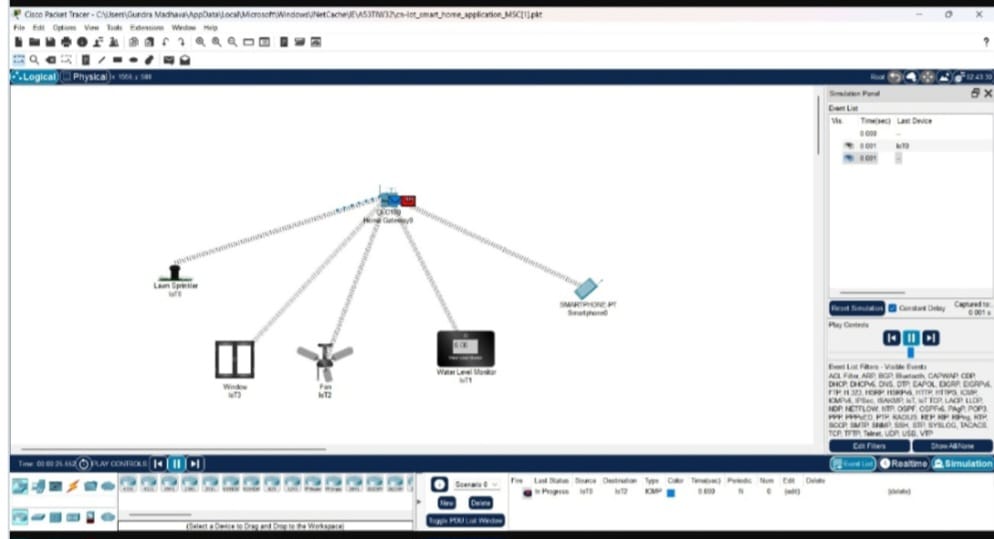 Cisco Packet Tracer - C:\Users\Gundra Madhava\AppData\Local\Microsoft\Windows\INetCache\IE\A53TIW32\cn-iot_smart_home_application_MSC[1].pkt
File Edit Options View Tools Extensions Window Help
Logical Physical
Root 02:43:30
Simulation Panel
Event List
Vis. Time(sec) Last Device
0.000 --
0.001 IoT0
0.001 --
Home Gateway0
Lawn Sprinkler
IoT0
SMARTPHONE-PT
Smartphone0
Window
IoT3
Fan
IoT2
Water Level Monitor
IoT1
Reset Simulation Constant Delay Captured to:
0.001 s
Play Controls
Event List Filters - Visible Events
ACL Filter, ARP, BGP, Bluetooth, CAPWAP, CDP,
DHCP, DHCPv6, DNS, DTP, EAPOL, EIGRP, EIGRPv6,
FTP, H.323, HSRP, HSRPv6, HTTP, HTTPS, ICMP,
ICMPv6, IPSec, ISAKMP, IoT, IoT TCP, LACP, LLDP,
NDP, NETFLOW, NTP, OSPF, OSPFv6, PAgP, POP3,
PPP, PPPoED, PTP, RADIUS, REP, RIP, RIPng, RTP,
SCCP, SMTP, SNMP, SSH, STP, SYSLOG, TACACS,
TCP, TFTP, Telnet, UDP, USB, VTP
Edit Filters Show All/None
Time: 00:00:25.552 PLAY CONTROLS
Event List Realtime Simulation
Scenario 0
New Delete
Toggle PDU List Window
Fire Last Status Source Destination Type Color Time(sec) Periodic Num Edit Delete
In Progress IoT0 IoT2 ICMP 0.000 N 0 (edit) (delete)
(Select a Device to Drag and Drop to the Workspace)